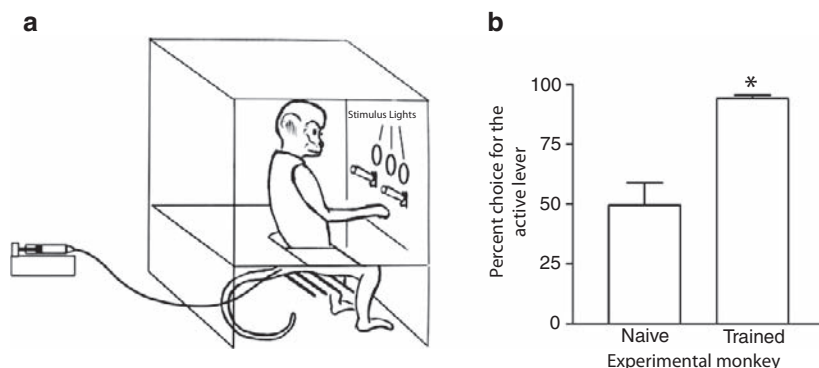 a
Stimulus Lights
b
Percent choice for the
active lever
100
75
50
25
0
*
Naive
Trained
Experimental monkey